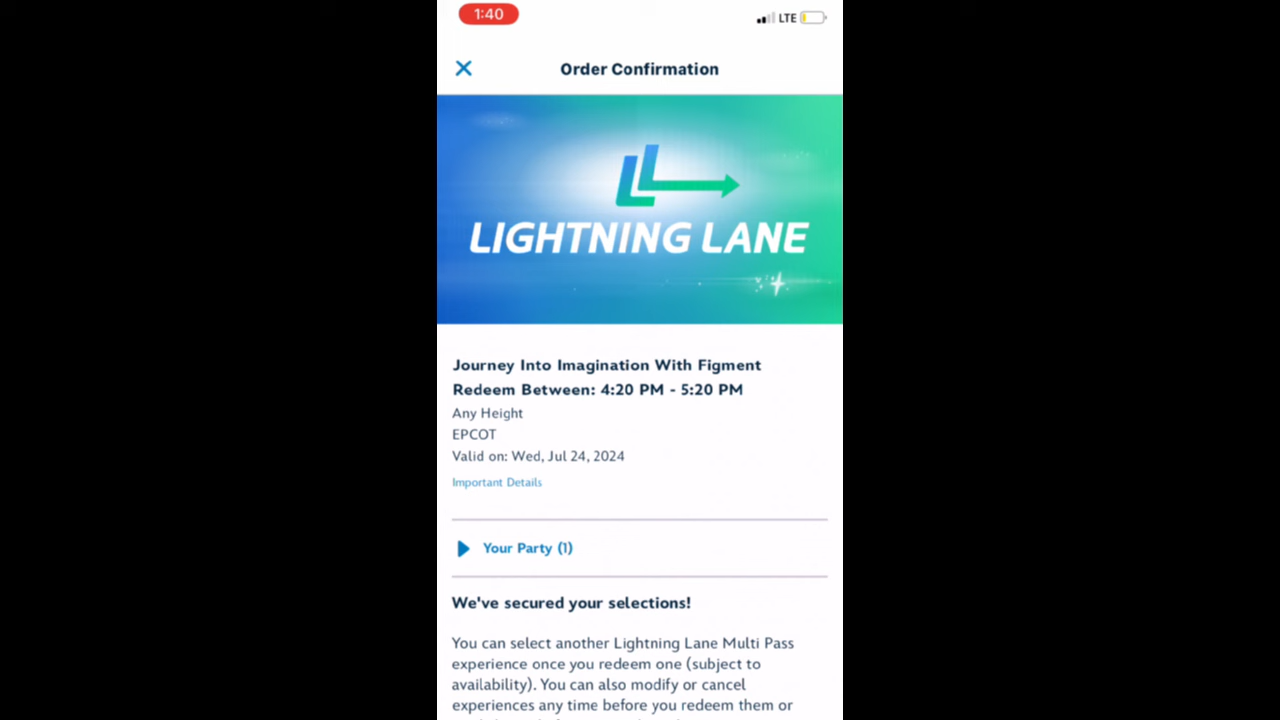 1:40
LTE
Order Confirmation
LIGHTNING LANE
Journey Into Imagination With Figment
Redeem Between: 4:20 PM - 5:20 PM
Any Height
EPCOT
Valid on: Wed, Jul 24, 2024
Important Details
Your Party (1)
We've secured your selections!
You can select another Lightning Lane Multi Pass
experience once you redeem one (subject to
availability). You can also modify or cancel
experiences any time before you redeem them or